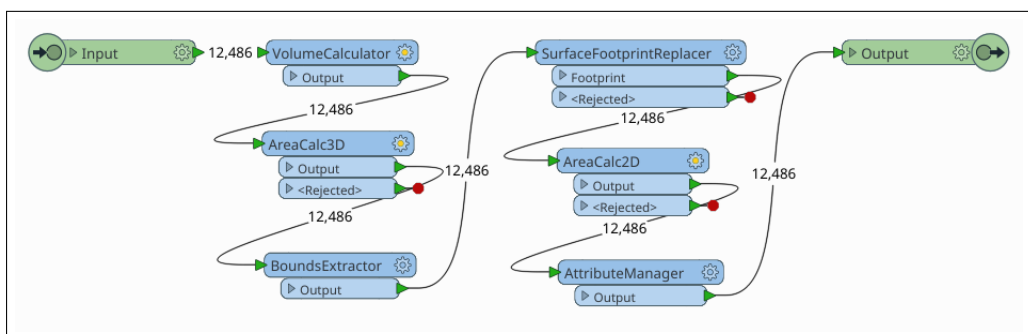 Input
12,486
VolumeCalculator
Output
12,486
AreaCalc3D
Output
<Rejected>
12,486
BoundsExtractor
Output
12,486
SurfaceFootprintReplacer
Footprint
<Rejected>
12,486
AreaCalc2D
Output
<Rejected>
12,486
AttributeManager
Output
12,486
Output